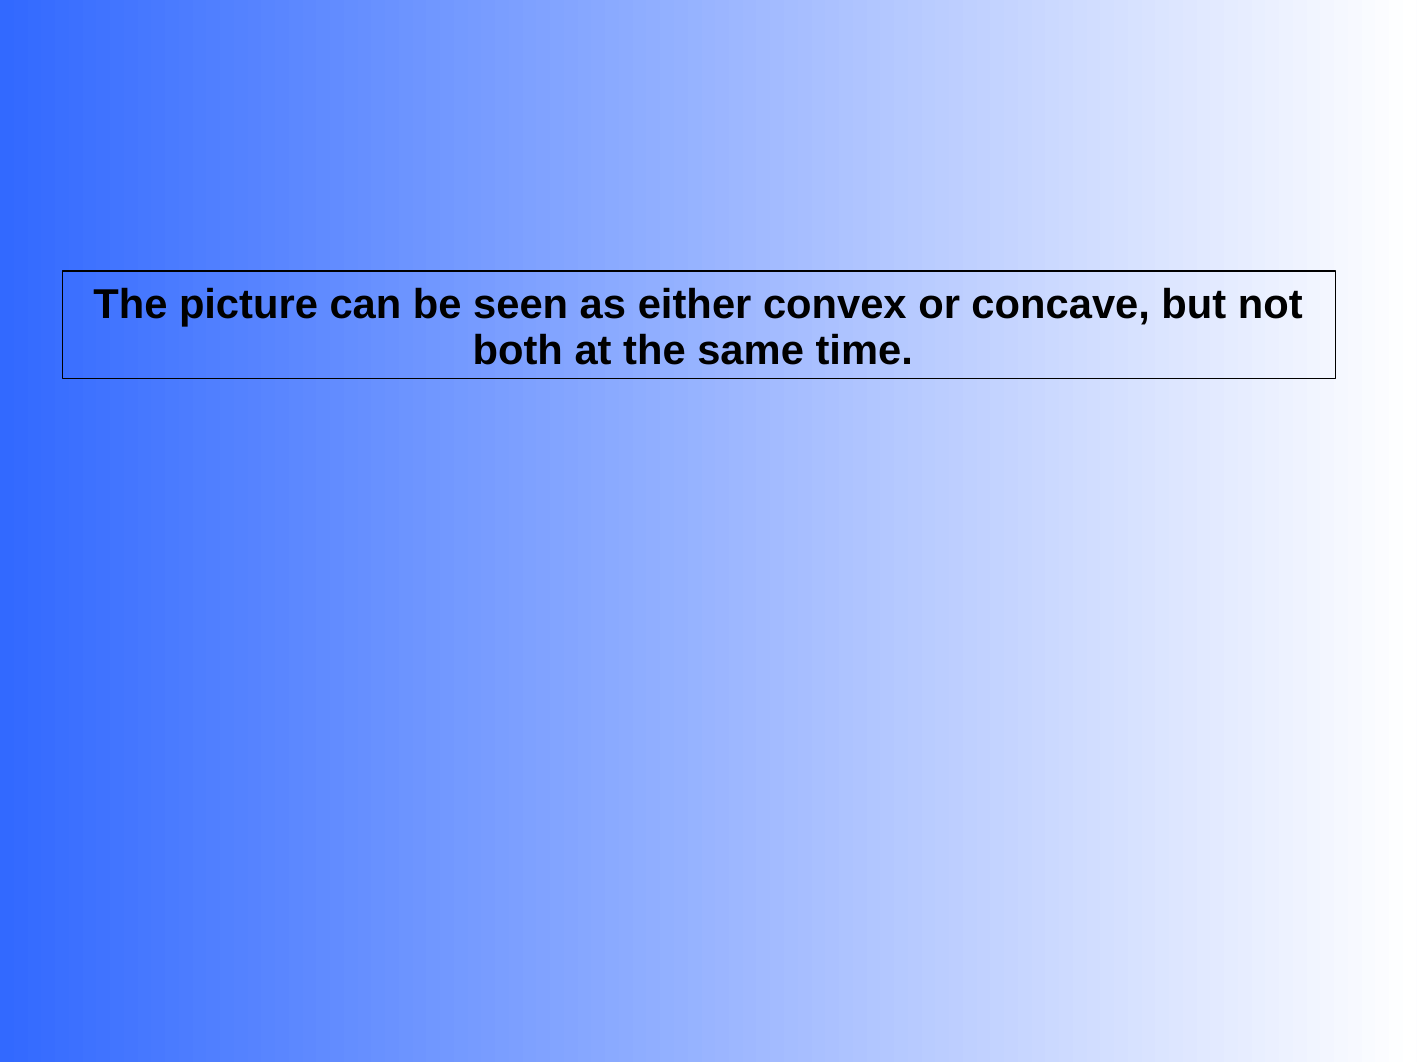 The picture can be seen as either convex or concave, but not
both at the same time.